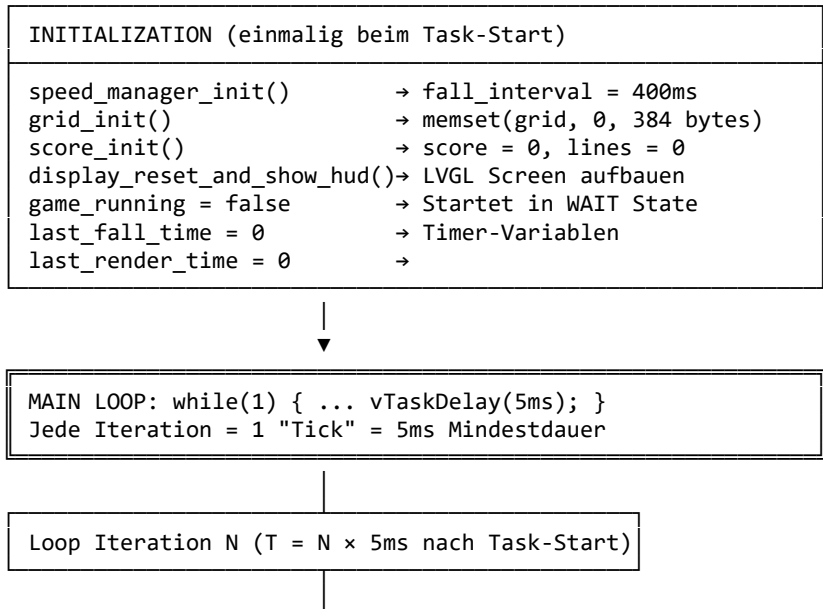 INITIALIZATION (einmalig beim Task-Start)
speed_manager_init() → fall_interval = 400ms
grid_init() → memset(grid, 0, 384 bytes)
score_init() → score = 0, lines = 0
display_reset_and_show_hud()→ LVGL Screen aufbauen
game_running = false → Startet in WAIT State
last_fall_time = 0 → Timer-Variablen
last_render_time = 0 →
MAIN LOOP: while(1) { ... vTaskDelay(5ms); }
Jede Iteration = 1 "Tick" = 5ms Mindestdauer
Loop Iteration N (T = N × 5ms nach Task-Start)